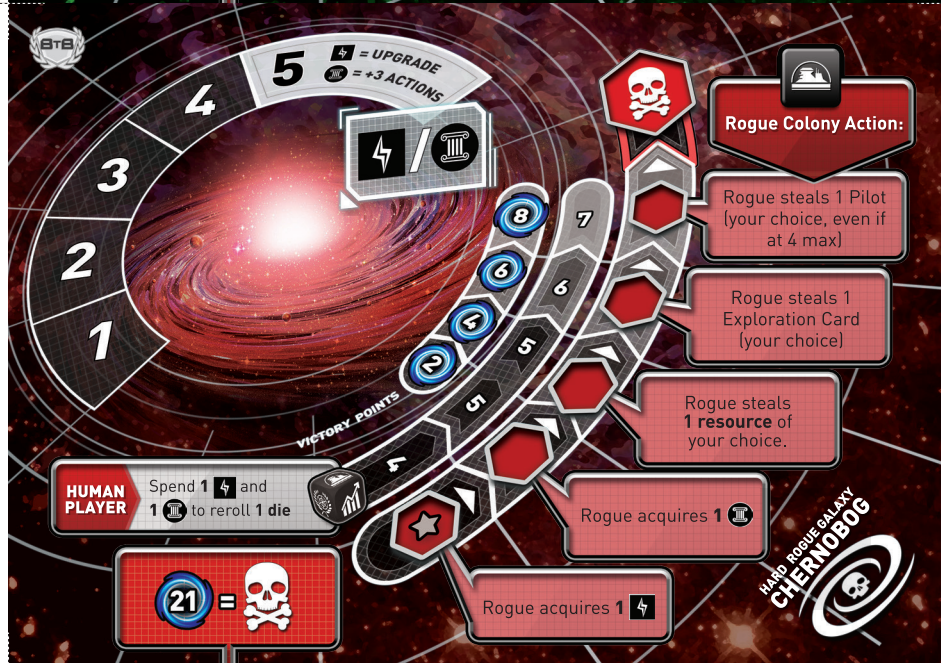 BTB
5
= UPGRADE
= +3 ACTIONS
4
3
2
1
/
Rogue Colony Action:
Rogue steals 1 Pilot
(your choice, even if
at 4 max)
Rogue steals 1
Exploration Card
(your choice)
Rogue steals
1 resource of
your choice.
Rogue acquires 1
Rogue acquires 1
8
6
4
2
VICTORY POINTS
7
6
5
5
4
HUMAN
PLAYER
Spend 1 and
1 to reroll 1 die
21 =
HARD ROGUE GALAXY
CHERNOBOG